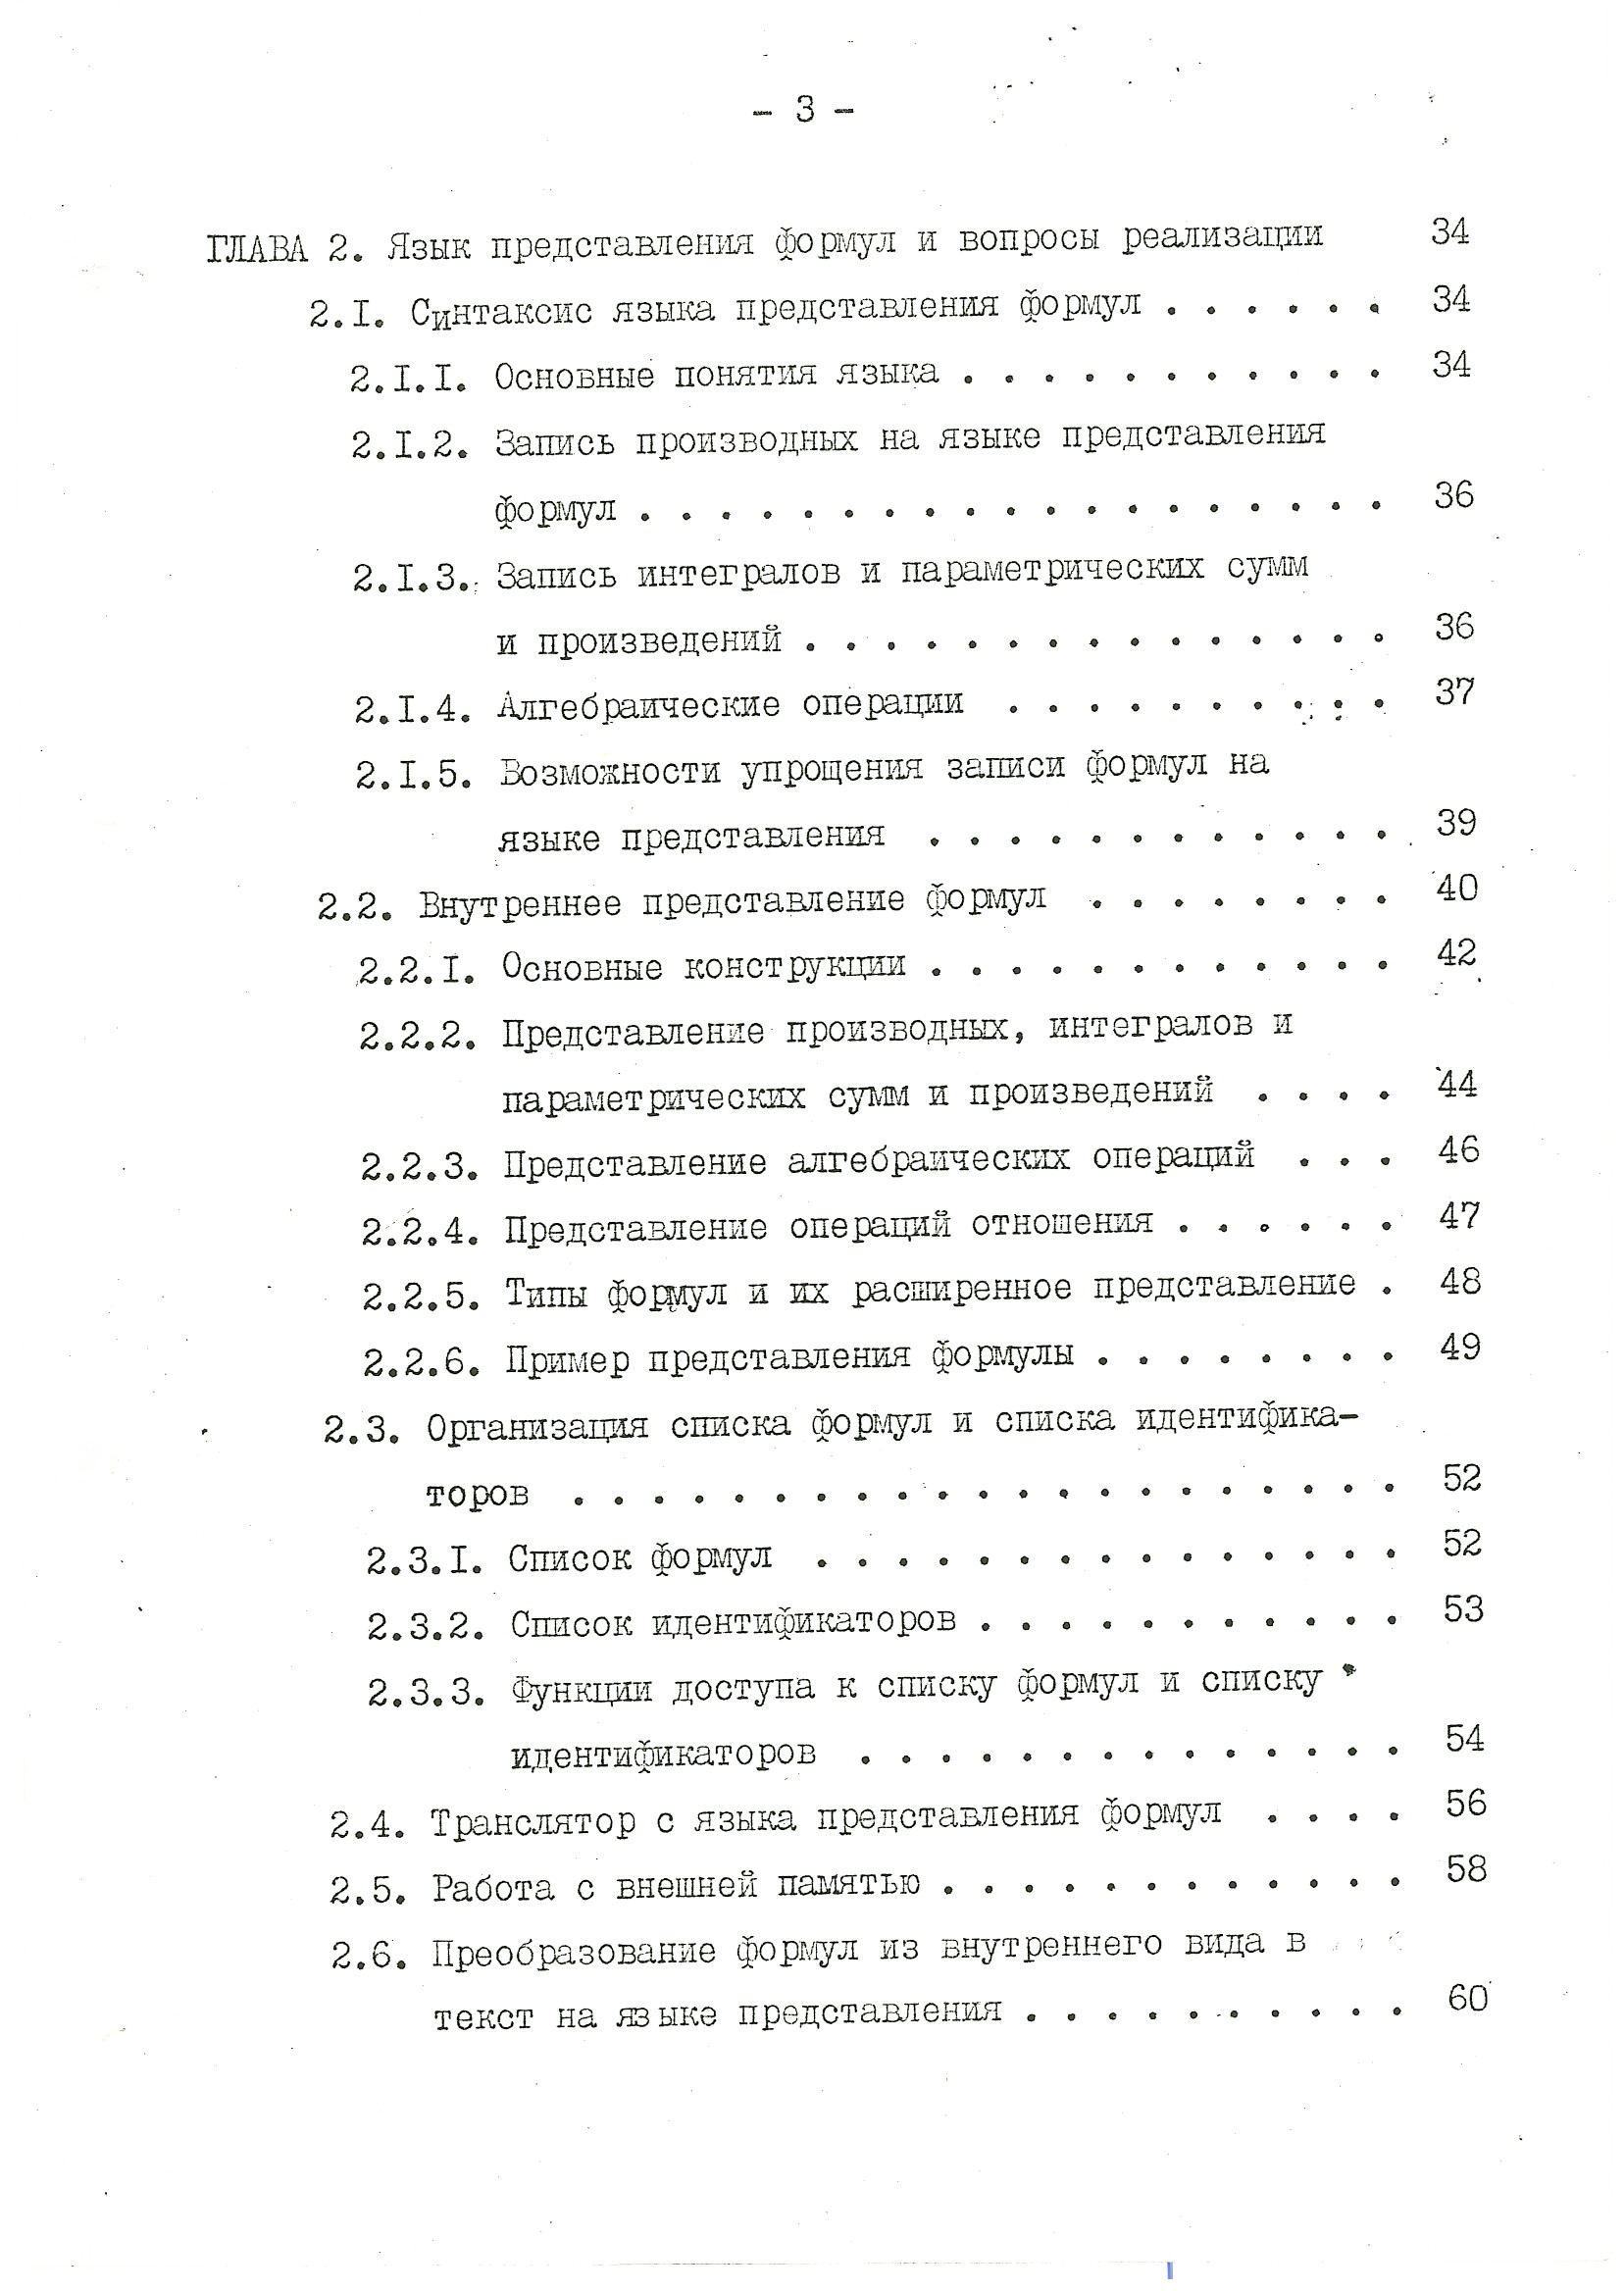 - 3 -
ГЛАВА 2. Язык представления формул и вопросы реализации 34
2.I. Синтаксис языка представления формул . . . . . . 34
2.I.I. Основные понятия языка . . . . . . . . . . . 34
2.I.2. Запись производных на языке представления
формул . . . . . . . . . . . . . . . . . . . 36
2.I.3. Запись интегралов и параметрических сумм
и произведений . . . . . . . . . . . . . . . 36
2.I.4. Алгебраические операции . . . . . . . . . . 37
2.I.5. Возможности упрощения записи формул на
языке представления . . . . . . . . . . . . 39
2.2. Внутреннее представление формул . . . . . . . . 40
2.2.I. Основные конструкции . . . . . . . . . . . . 42
2.2.2. Представление производных, интегралов и
параметрических сумм и произведений . . . . 44
2.2.3. Представление алгебраических операций . . . 46
2.2.4. Представление операций отношения . . . . . . 47
2.2.5. Типы формул и их расширенное представление . 48
2.2.6. Пример представления формулы . . . . . . . . 49
2.3. Организация списка формул и списка идентифика-
торов . . . . . . . . . . . . . . . . . . . . . 52
2.3.I. Список формул . . . . . . . . . . . . . . . 52
2.3.2. Список идентификаторов . . . . . . . . . . . 53
2.3.3. Функции доступа к списку формул и списку
идентификаторов . . . . . . . . . . . . . . 54
2.4. Транслятор с языка представления формул . . . . 56
2.5. Работа с внешней памятью . . . . . . . . . . . . 58
2.6. Преобразование формул из внутреннего вида в
текст на языке представления . . . . . . . . . . 60